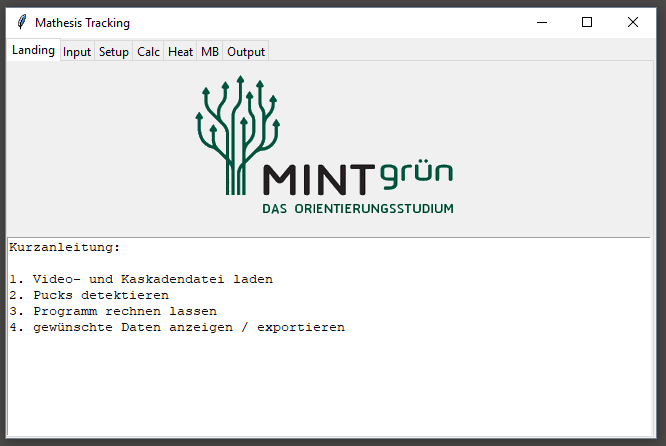 Mathesis Tracking
Landing Input Setup Calc Heat MB Output
MINTgrün
DAS ORIENTIERUNGSSTUDIUM
Kurzanleitung:
1. Video- und Kaskadendatei laden
2. Pucks detektieren
3. Programm rechnen lassen
4. gewünschte Daten anzeigen / exportieren